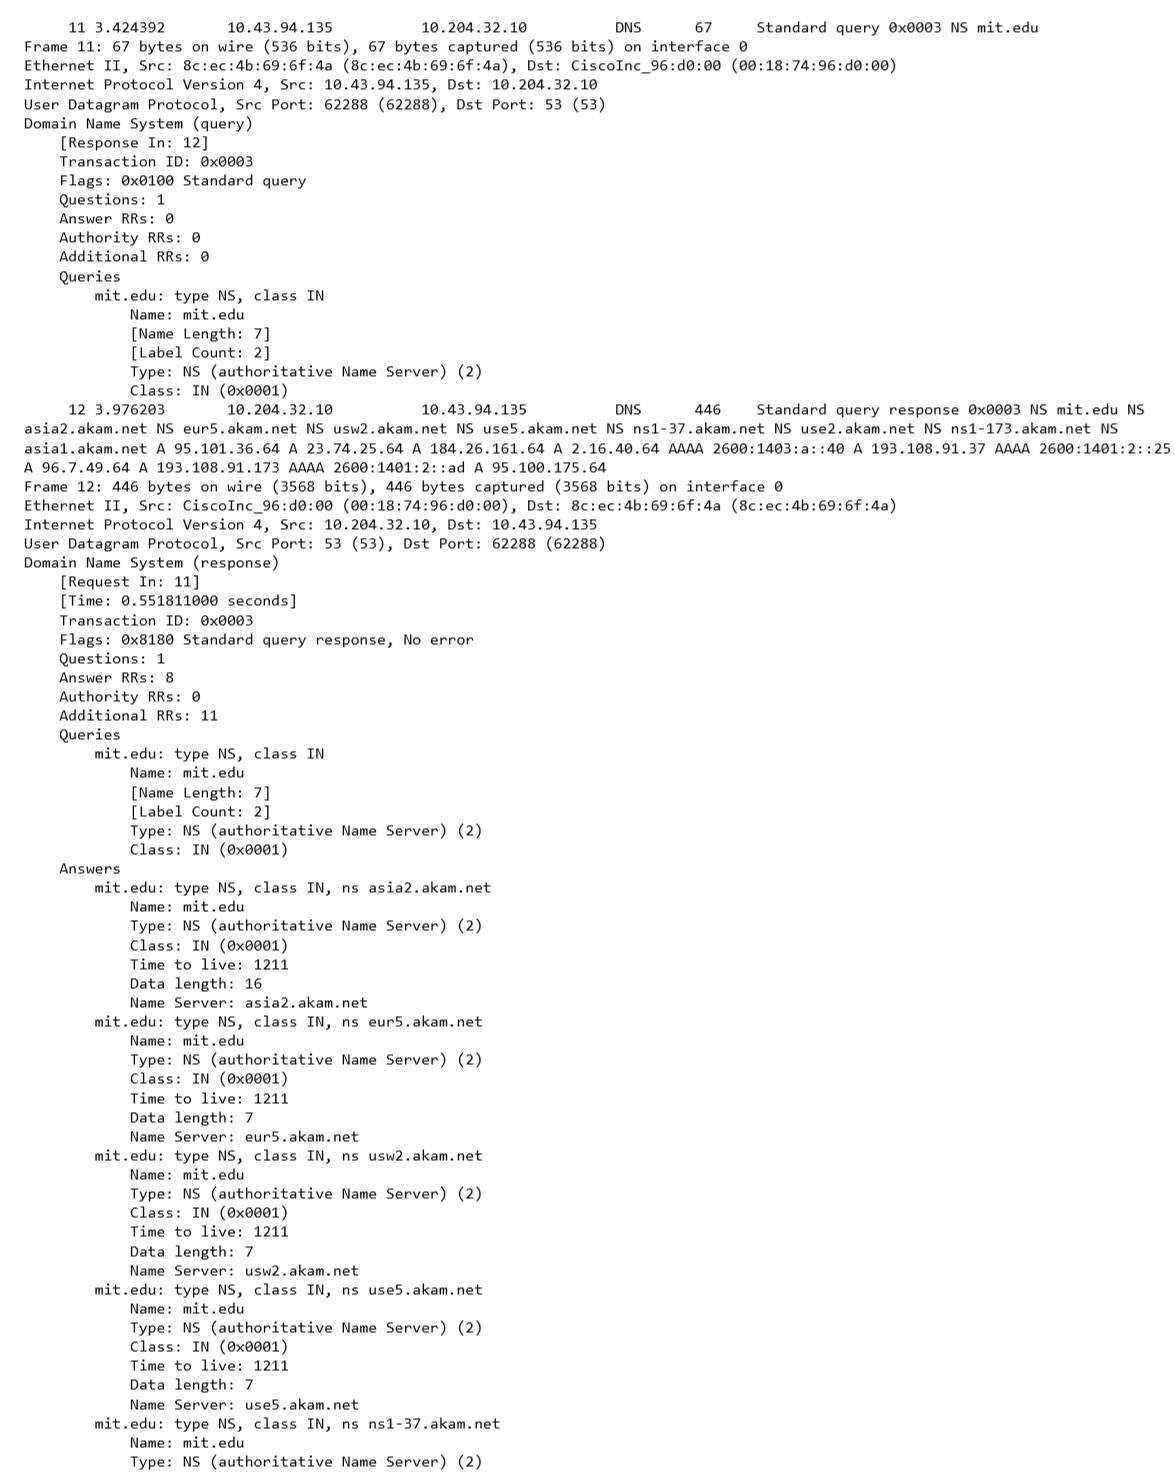 11 3.424392 10.43.94.135 10.204.32.10 DNS 67 Standard query 0x0003 NS mit.edu
Frame 11: 67 bytes on wire (536 bits), 67 bytes captured (536 bits) on interface 0
Ethernet II, Src: 8c:ec:4b:69:6f:4a (8c:ec:4b:69:6f:4a), Dst: CiscoInc_96:d0:00 (00:18:74:96:d0:00)
Internet Protocol Version 4, Src: 10.43.94.135, Dst: 10.204.32.10
User Datagram Protocol, Src Port: 62288 (62288), Dst Port: 53 (53)
Domain Name System (query)
[Response In: 12]
Transaction ID: 0x0003
Flags: 0x0100 Standard query
Questions: 1
Answer RRs: 0
Authority RRs: 0
Additional RRs: 0
Queries
mit.edu: type NS, class IN
Name: mit.edu
[Name Length: 7]
[Label Count: 2]
Type: NS (authoritative Name Server) (2)
Class: IN (0x0001)
12 3.976203 10.204.32.10 10.43.94.135 DNS 446 Standard query response 0x0003 NS mit.edu NS
asia2.akam.net NS eur5.akam.net NS usw2.akam.net NS use5.akam.net NS ns1-37.akam.net NS use2.akam.net NS ns1-173.akam.net NS
asia1.akam.net A 95.101.36.64 A 23.74.25.64 A 184.26.161.64 A 2.16.40.64 AAAA 2600:1403:a::40 A 193.108.91.37 AAAA 2600:1401:2::25
A 96.7.49.64 A 193.108.91.173 AAAA 2600:1401:2::ad A 95.100.175.64
Frame 12: 446 bytes on wire (3568 bits), 446 bytes captured (3568 bits) on interface 0
Ethernet II, Src: CiscoInc_96:d0:00 (00:18:74:96:d0:00), Dst: 8c:ec:4b:69:6f:4a (8c:ec:4b:69:6f:4a)
Internet Protocol Version 4, Src: 10.204.32.10, Dst: 10.43.94.135
User Datagram Protocol, Src Port: 53 (53), Dst Port: 62288 (62288)
Domain Name System (response)
[Request In: 11]
[Time: 0.551811000 seconds]
Transaction ID: 0x0003
Flags: 0x8180 Standard query response, No error
Questions: 1
Answer RRs: 8
Authority RRs: 0
Additional RRs: 11
Queries
mit.edu: type NS, class IN
Name: mit.edu
[Name Length: 7]
[Label Count: 2]
Type: NS (authoritative Name Server) (2)
Class: IN (0x0001)
Answers
mit.edu: type NS, class IN, ns asia2.akam.net
Name: mit.edu
Type: NS (authoritative Name Server) (2)
Class: IN (0x0001)
Time to live: 1211
Data length: 16
Name Server: asia2.akam.net
mit.edu: type NS, class IN, ns eur5.akam.net
Name: mit.edu
Type: NS (authoritative Name Server) (2)
Class: IN (0x0001)
Time to live: 1211
Data length: 7
Name Server: eur5.akam.net
mit.edu: type NS, class IN, ns usw2.akam.net
Name: mit.edu
Type: NS (authoritative Name Server) (2)
Class: IN (0x0001)
Time to live: 1211
Data length: 7
Name Server: usw2.akam.net
mit.edu: type NS, class IN, ns use5.akam.net
Name: mit.edu
Type: NS (authoritative Name Server) (2)
Class: IN (0x0001)
Time to live: 1211
Data length: 7
Name Server: use5.akam.net
mit.edu: type NS, class IN, ns ns1-37.akam.net
Name: mit.edu
Type: NS (authoritative Name Server) (2)